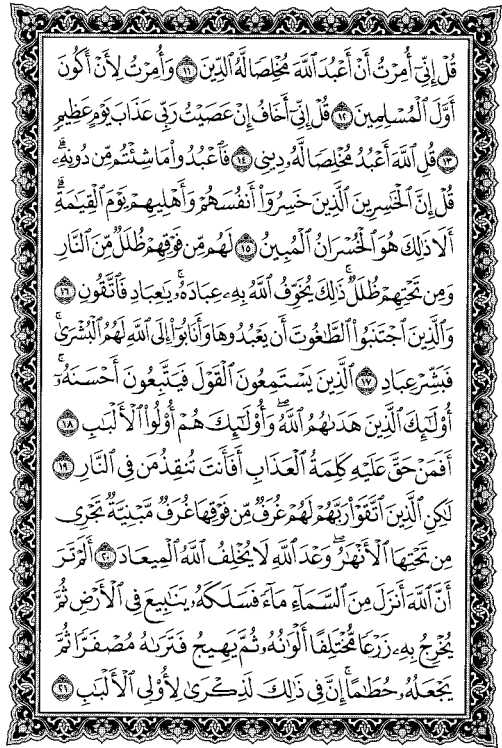 قُلْ إِنِّىٓ أُمِرْتُ أَنْ أَعْبُدَ ٱللَّهَ مُخْلِصًا لَّهُ ٱلدِّينَ ١١ وَأُمِرْتُ لِأَنْ أَكُونَ
أَوَّلَ ٱلْمُسْلِمِينَ ١٢ قُلْ إِنِّىٓ أَخَافُ إِنْ عَصَيْتُ رَبِّى عَذَابَ يَوْمٍ عَظِيمٍ
١٣ قُلِ ٱللَّهَ أَعْبُدُ مُخْلِصًا لَّهُۥ دِينِى ١٤ فَٱعْبُدُوا۟ مَا شِئْتُم مِّن دُونِهِۦ ۗ
قُلْ إِنَّ ٱلْخَٰسِرِينَ ٱلَّذِينَ خَسِرُوٓا۟ أَنفُسَهُمْ وَأَهْلِيهِمْ يَوْمَ ٱلْقِيَٰمَةِ ۗ
أَلَا ذَٰلِكَ هُوَ ٱلْخُسْرَانُ ٱلْمُبِينُ ١٥ لَهُم مِّن فَوْقِهِمْ ظُلَلٌ مِّنَ ٱلنَّارِ
وَمِن تَحْتِهِمْ ظُلَلٌ ۚ ذَٰلِكَ يُخَوِّفُ ٱللَّهُ بِهِۦ عِبَادَهُۥ ۚ يَٰعِبَادِ فَٱتَّقُونِ ١٦
وَٱلَّذِينَ ٱجْتَنَبُوا۟ ٱلطَّٰغُوتَ أَن يَعْبُدُوهَا وَأَنَابُوٓا۟ إِلَى ٱللَّهِ لَهُمُ ٱلْبُشْرَىٰ ۚ
فَبَشِّرْ عِبَادِ ١٧ ٱلَّذِينَ يَسْتَمِعُونَ ٱلْقَوْلَ فَيَتَّبِعُونَ أَحْسَنَهُۥٓ ۚ
أُو۟لَٰٓئِكَ ٱلَّذِينَ هَدَىٰهُمُ ٱللَّهُ ۖ وَأُو۟لَٰٓئِكَ هُمْ أُو۟لُوا۟ ٱلْأَلْبَٰبِ ١٨
أَفَمَنْ حَقَّ عَلَيْهِ كَلِمَةُ ٱلْعَذَابِ أَفَأَنتَ تُنقِذُ مَن فِى ٱلنَّارِ ١٩
لَٰكِنِ ٱلَّذِينَ ٱتَّقَوْا۟ رَبَّهُمْ لَهُمْ غُرَفٌ مِّن فَوْقِهَا غُرَفٌ مَّبْنِيَّةٌ تَجْرِى
مِن تَحْتِهَا ٱلْأَنْهَٰرُ ۖ وَعْدَ ٱللَّهِ لَا يُخْلِفُ ٱللَّهُ ٱلْمِيعَادَ ٢٠ أَلَمْ تَرَ
أَنَّ ٱللَّهَ أَنزَلَ مِنَ ٱلسَّمَآءِ مَآءً فَسَلَكَهُۥ يَنَٰبِيعَ فِى ٱلْأَرْضِ ثُمَّ
يُخْرِجُ بِهِۦ زَرْعًا مُّخْتَلِفًا أَلْوَٰنُهُۥ ثُمَّ يَهِيجُ فَتَرَىٰهُ مُصْفَرًّا ثُمَّ
يَجْعَلُهُۥ حُطَٰمًا ۚ إِنَّ فِى ذَٰلِكَ لَذِكْرَىٰ لِأُو۟لِى ٱلْأَلْبَٰبِ ٢١